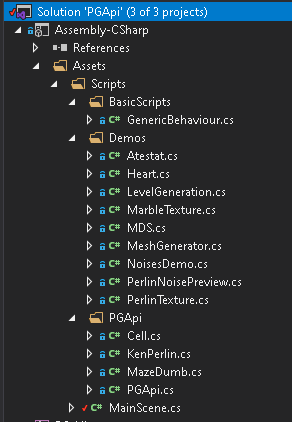 Solution 'PGApi' (3 of 3 projects)
Assembly-CSharp
References
Assets
Scripts
BasicScripts
C# GenericBehaviour.cs
Demos
C# Atestat.cs
C# Heart.cs
C# LevelGeneration.cs
C# MarbleTexture.cs
C# MDS.cs
C# MeshGenerator.cs
C# NoisesDemo.cs
C# PerlinNoisePreview.cs
C# PerlinTexture.cs
PGApi
C# Cell.cs
C# KenPerlin.cs
C# MazeDumb.cs
C# PGApi.cs
C# MainScene.cs